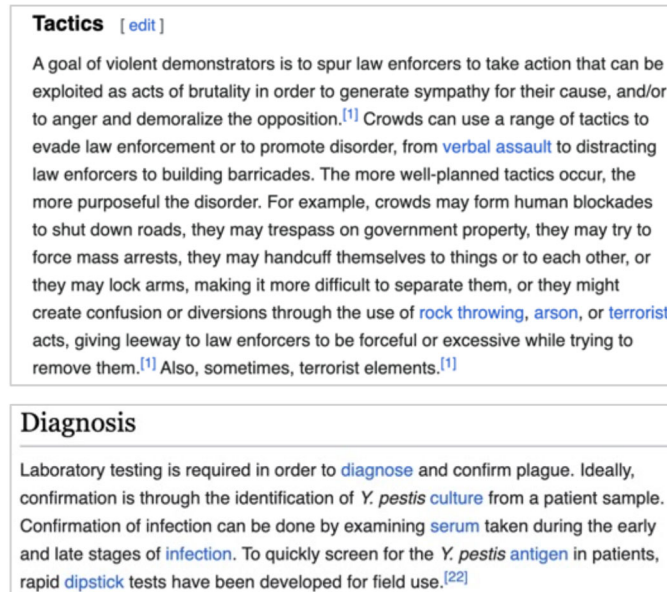 Tactics [ edit ]
A goal of violent demonstrators is to spur law enforcers to take action that can be
exploited as acts of brutality in order to generate sympathy for their cause, and/or
to anger and demoralize the opposition.[1] Crowds can use a range of tactics to
evade law enforcement or to promote disorder, from verbal assault to distracting
law enforcers to building barricades. The more well-planned tactics occur, the
more purposeful the disorder. For example, crowds may form human blockades
to shut down roads, they may trespass on government property, they may try to
force mass arrests, they may handcuff themselves to things or to each other, or
they may lock arms, making it more difficult to separate them, or they might
create confusion or diversions through the use of rock throwing, arson, or terrorist
acts, giving leeway to law enforcers to be forceful or excessive while trying to
remove them.[1] Also, sometimes, terrorist elements.[1]
Diagnosis
Laboratory testing is required in order to diagnose and confirm plague. Ideally,
confirmation is through the identification of Y. pestis culture from a patient sample.
Confirmation of infection can be done by examining serum taken during the early
and late stages of infection. To quickly screen for the Y. pestis antigen in patients,
rapid dipstick tests have been developed for field use.[22]